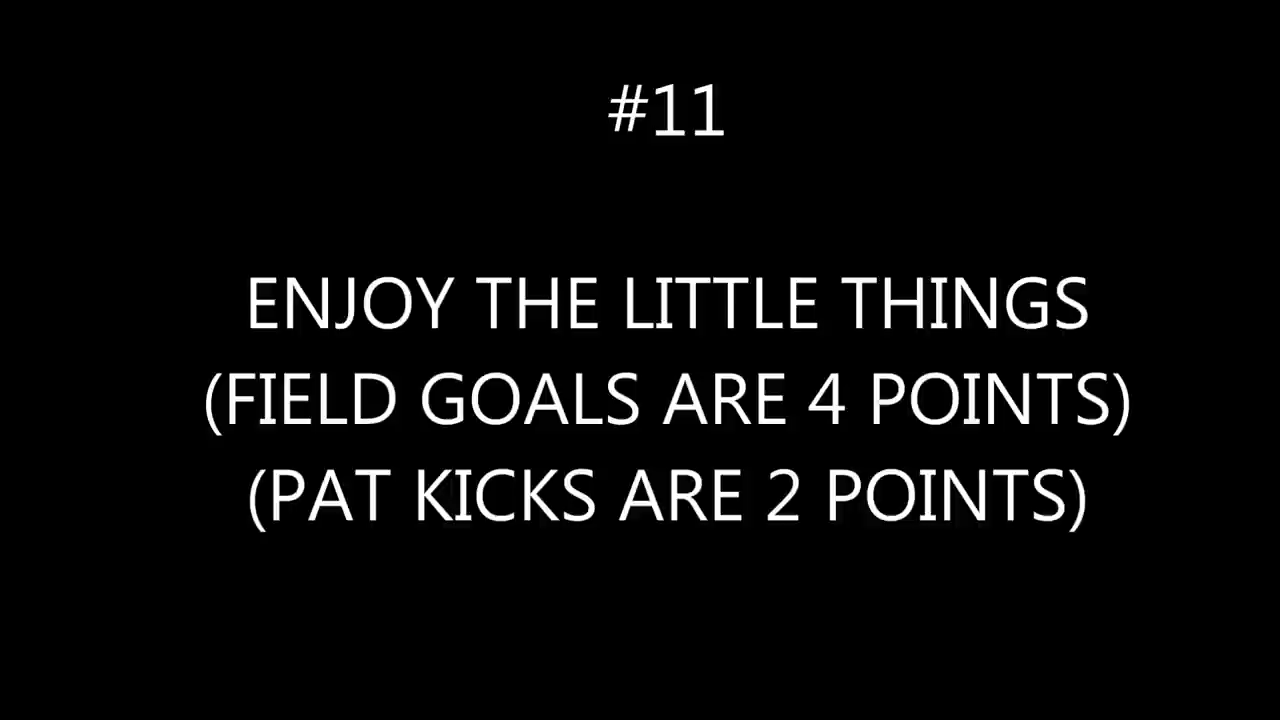 #11
ENJOY THE LITTLE THINGS
(FIELD GOALS ARE 4 POINTS)
(PAT KICKS ARE 2 POINTS)